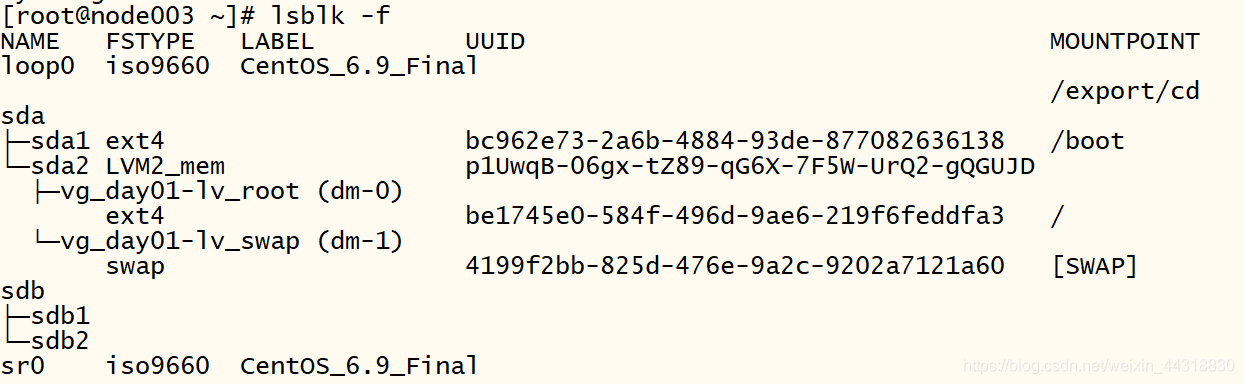 [root@node003 ~]# lsblk -f
NAME   FSTYPE   LABEL            UUID                                   MOUNTPOINT
loop0  iso9660  CentOS_6.9_Final
                                                                      /export/cd
sda
├─sda1 ext4                      bc962e73-2a6b-4884-93de-877082636138   /boot
└─sda2 LVM2_mem                  p1UwqB-O6gx-tZ89-qG6X-7F5W-UrQ2-gQGUJD
  ├─vg_day01-lv_root (dm-0)
       ext4                      be1745e0-584f-496d-9ae6-219f6feddfa3   /
  └─vg_day01-lv_swap (dm-1)
       swap                      4199f2bb-825d-476e-9a2c-9202a7121a60   [SWAP]
sdb
├─sdb1
└─sdb2
sr0    iso9660  CentOS_6.9_Final
https://blog.csdn.net/weixin_44318830